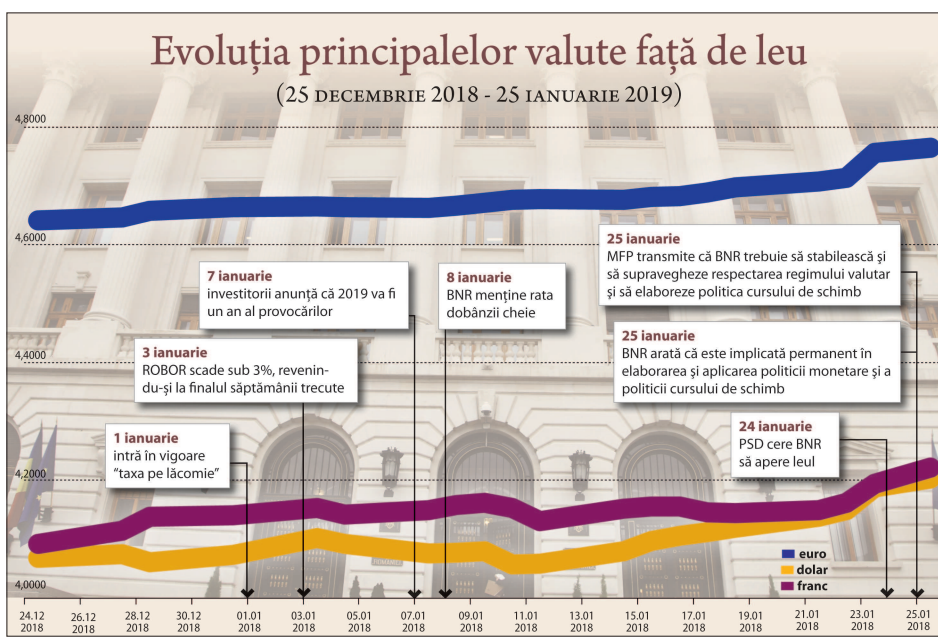 Evoluția principalelor valute față de leu
(25 DECEMBRIE 2018 - 25 IANUARIE 2019)
4,8000
4,6000
25 ianuarie
MFP transmite că BNR trebuie să stabilească și
să supravegheze respectarea regimului valutar
și să elaboreze politica cursului de schimb
7 ianuarie
investitorii anunță că 2019 va fi
un an al provocărilor
8 ianuarie
BNR menține rata
dobânzii cheie
25 ianuarie
BNR arată că este implicată permanent în
elaborarea și aplicarea politicii monetare și a
politicii cursului de schimb
4,4000
3 ianuarie
ROBOR scade sub 3%, revenin-
du-și la finalul săptămânii trecute
24 ianuarie
PSD cere BNR
să apere leul
1 ianuarie
intră în vigoare
“taxa pe lăcomie”
4,2000
euro
dolar
franc
4,0000
24.12 26.12 28.12 30.12 01.01 03.01 05.01 07.01 09.01 11.01 13.01 15.01 17.01 19.01 21.01 23.01 25.01
2018 2018 2018 2018 2018 2018 2018 2018 2018 2018 2018 2018 2018 2018 2018 2018 2018